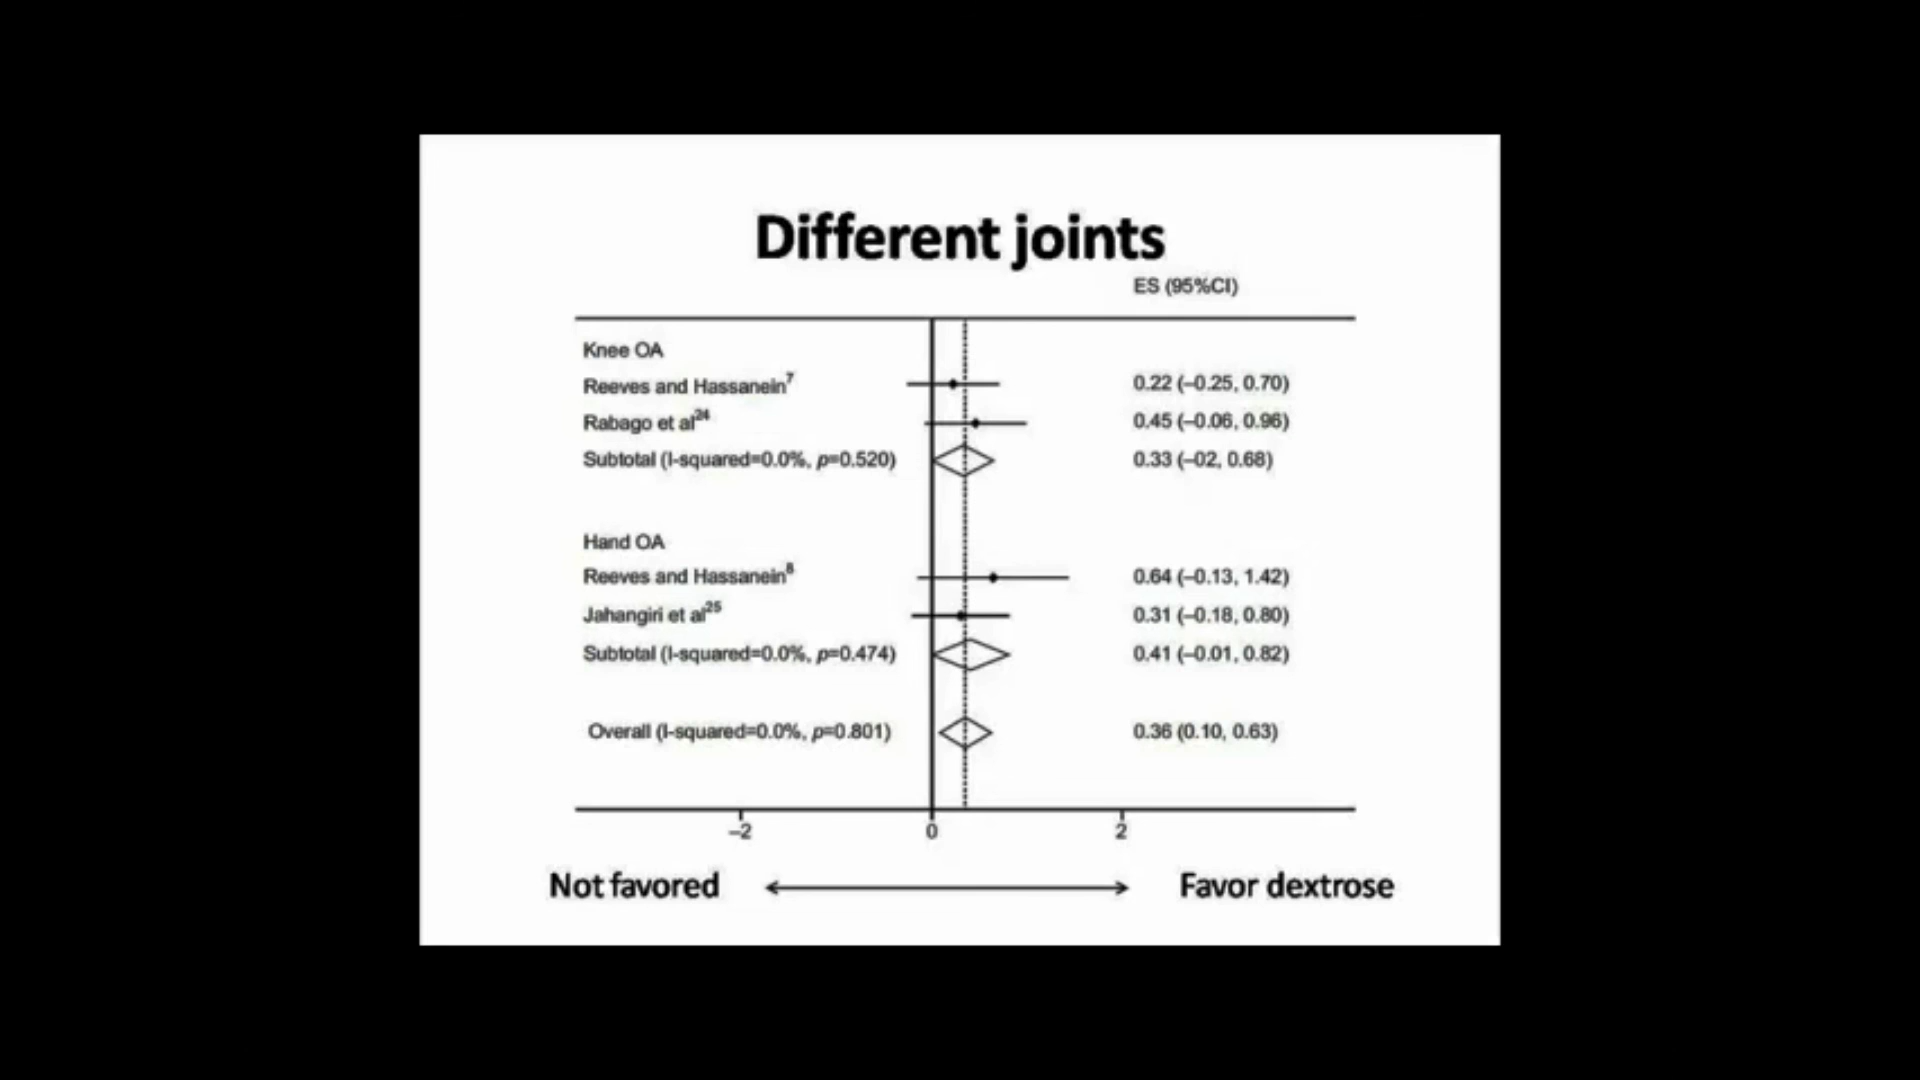 Different joints
ES (95%CI)
Knee OA
Reeves and Hassanein7 0.22 (–0.25, 0.70)
Rabago et al24 0.45 (–0.06, 0.96)
Subtotal (I-squared=0.0%, p=0.520) 0.33 (–02, 0.68)
Hand OA
Reeves and Hassanein8 0.64 (–0.13, 1.42)
Jahangiri et al25 0.31 (–0.18, 0.80)
Subtotal (I-squared=0.0%, p=0.474) 0.41 (–0.01, 0.82)
Overall (I-squared=0.0%, p=0.801) 0.36 (0.10, 0.63)
–2 0 2
Not favored Favor dextrose